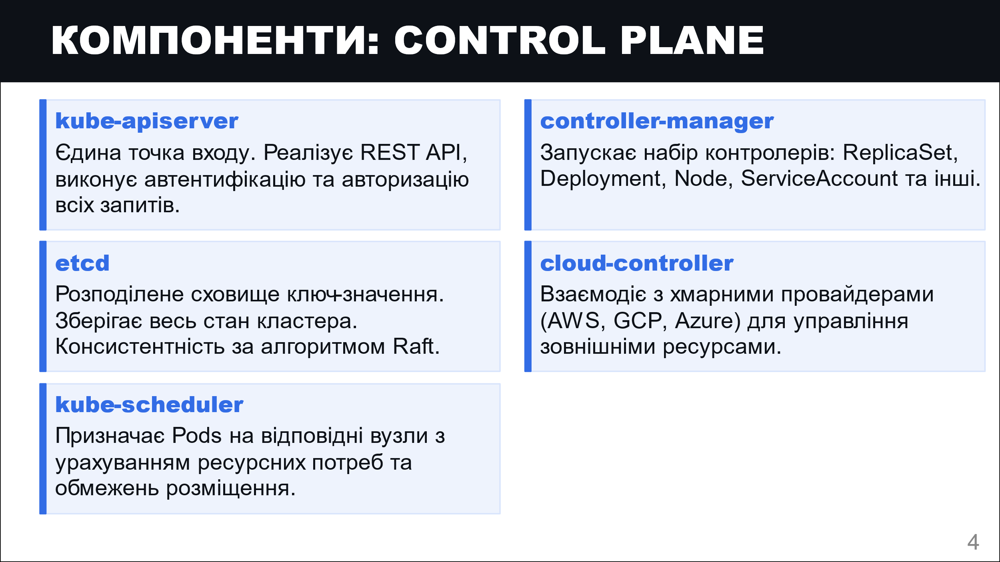 КОМПОНЕНТИ: CONTROL PLANE
kube-apiserver
Єдина точка входу. Реалізує REST API,
виконує автентифікацію та авторизацію
всіх запитів.
etcd
Розподілене сховище ключ-значення.
Зберігає весь стан кластера.
Консистентність за алгоритмом Raft.
kube-scheduler
Призначає Pods на відповідні вузли з
урахуванням ресурсних потреб та
обмежень розміщення.
controller-manager
Запускає набір контролерів: ReplicaSet,
Deployment, Node, ServiceAccount та інші.
cloud-controller
Взаємодіє з хмарними провайдерами
(AWS, GCP, Azure) для управління
зовнішніми ресурсами.
4